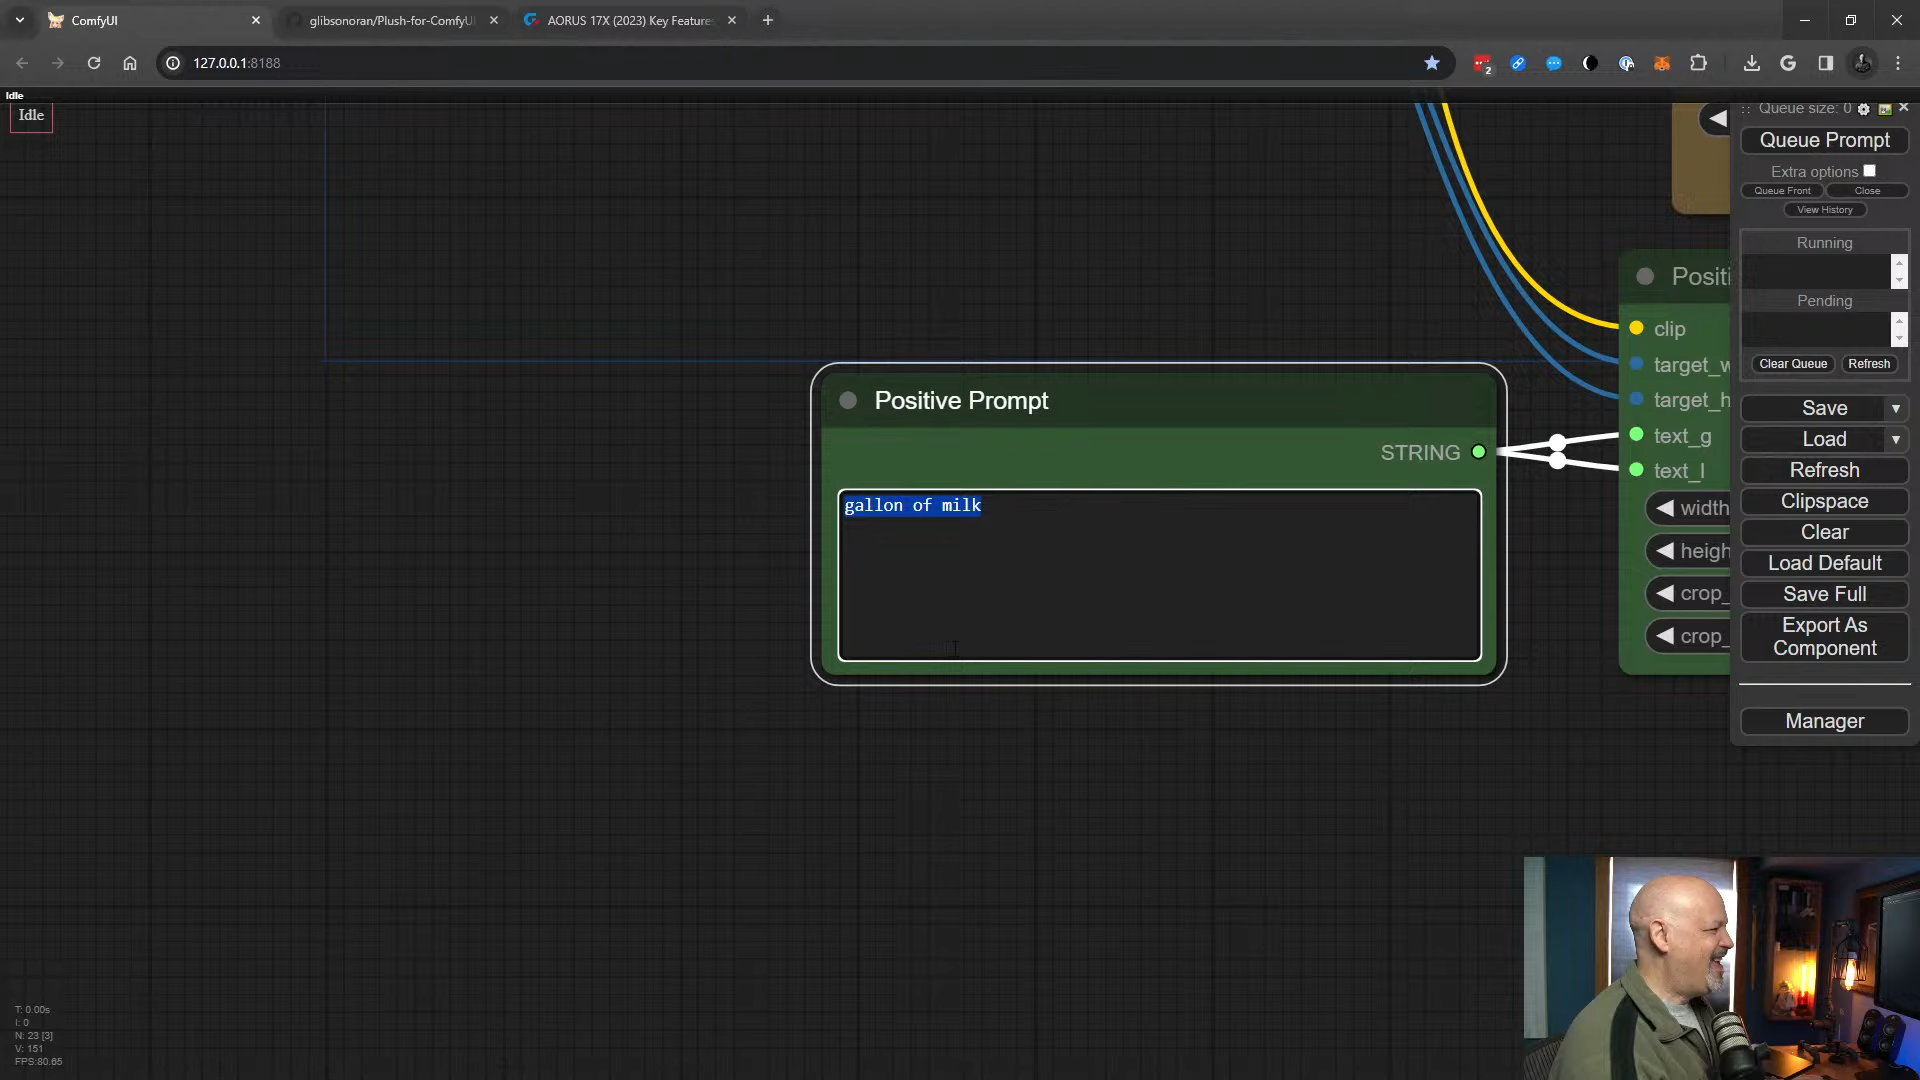 ComfyUI
glibsonoran/Plush-for-ComfyUI
AORUS 17X (2023) Key Feature
127.0.0.1:8188
2
Idle
Idle
Queue size: 0
Queue Prompt
Extra options
Queue Front
Close
View History
Running
Pending
Clear Queue
Refresh
Save
Load
Refresh
Clipspace
Clear
Load Default
Save Full
Export As
Component
Manager
Positive Prompt
STRING
gallon of milk
Positi
clip
target_w
target_h
text_g
text_l
width
heigh
crop_
crop_
T: 0.00s
I: 0
N: 23 [3]
V: 151
FPS:80.65